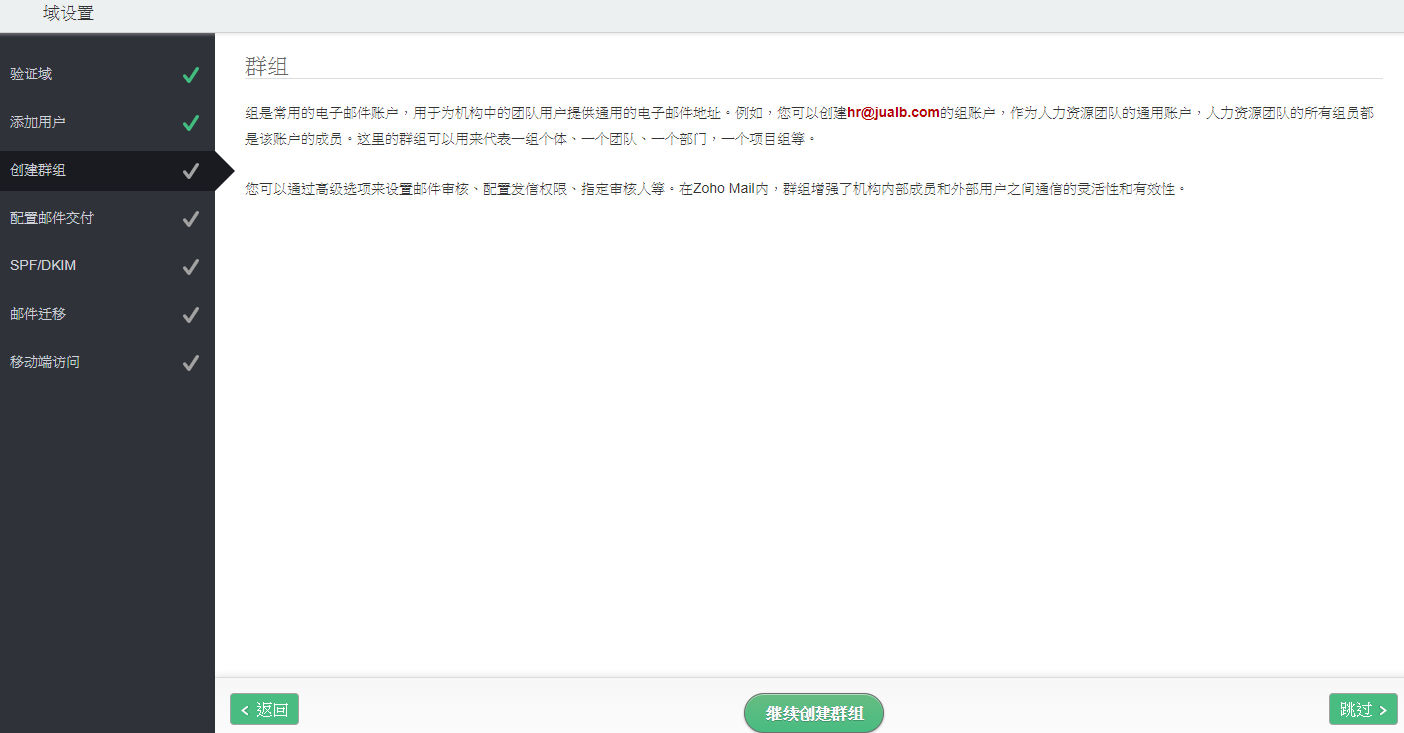 域设置
验证域
添加用户
创建群组
配置邮件交付
SPF/DKIM
邮件迁移
移动端访问
群组
组是常用的电子邮件账户，用于为机构中的团队用户提供通用的电子邮件地址。例如，您可以创建hr@jualb.com的组账户，作为人力资源团队的通用账户，人力资源团队的所有组员都
是该账户的成员。这里的群组可以用来代表一组个体、一个团队、一个部门，一个项目组等。
您可以通过高级选项来设置邮件审核、配置发信权限、指定审核人等。在Zoho Mail内，群组增强了机构内部成员和外部用户之间通信的灵活性和有效性。
< 返回
继续创建群组
跳过 >